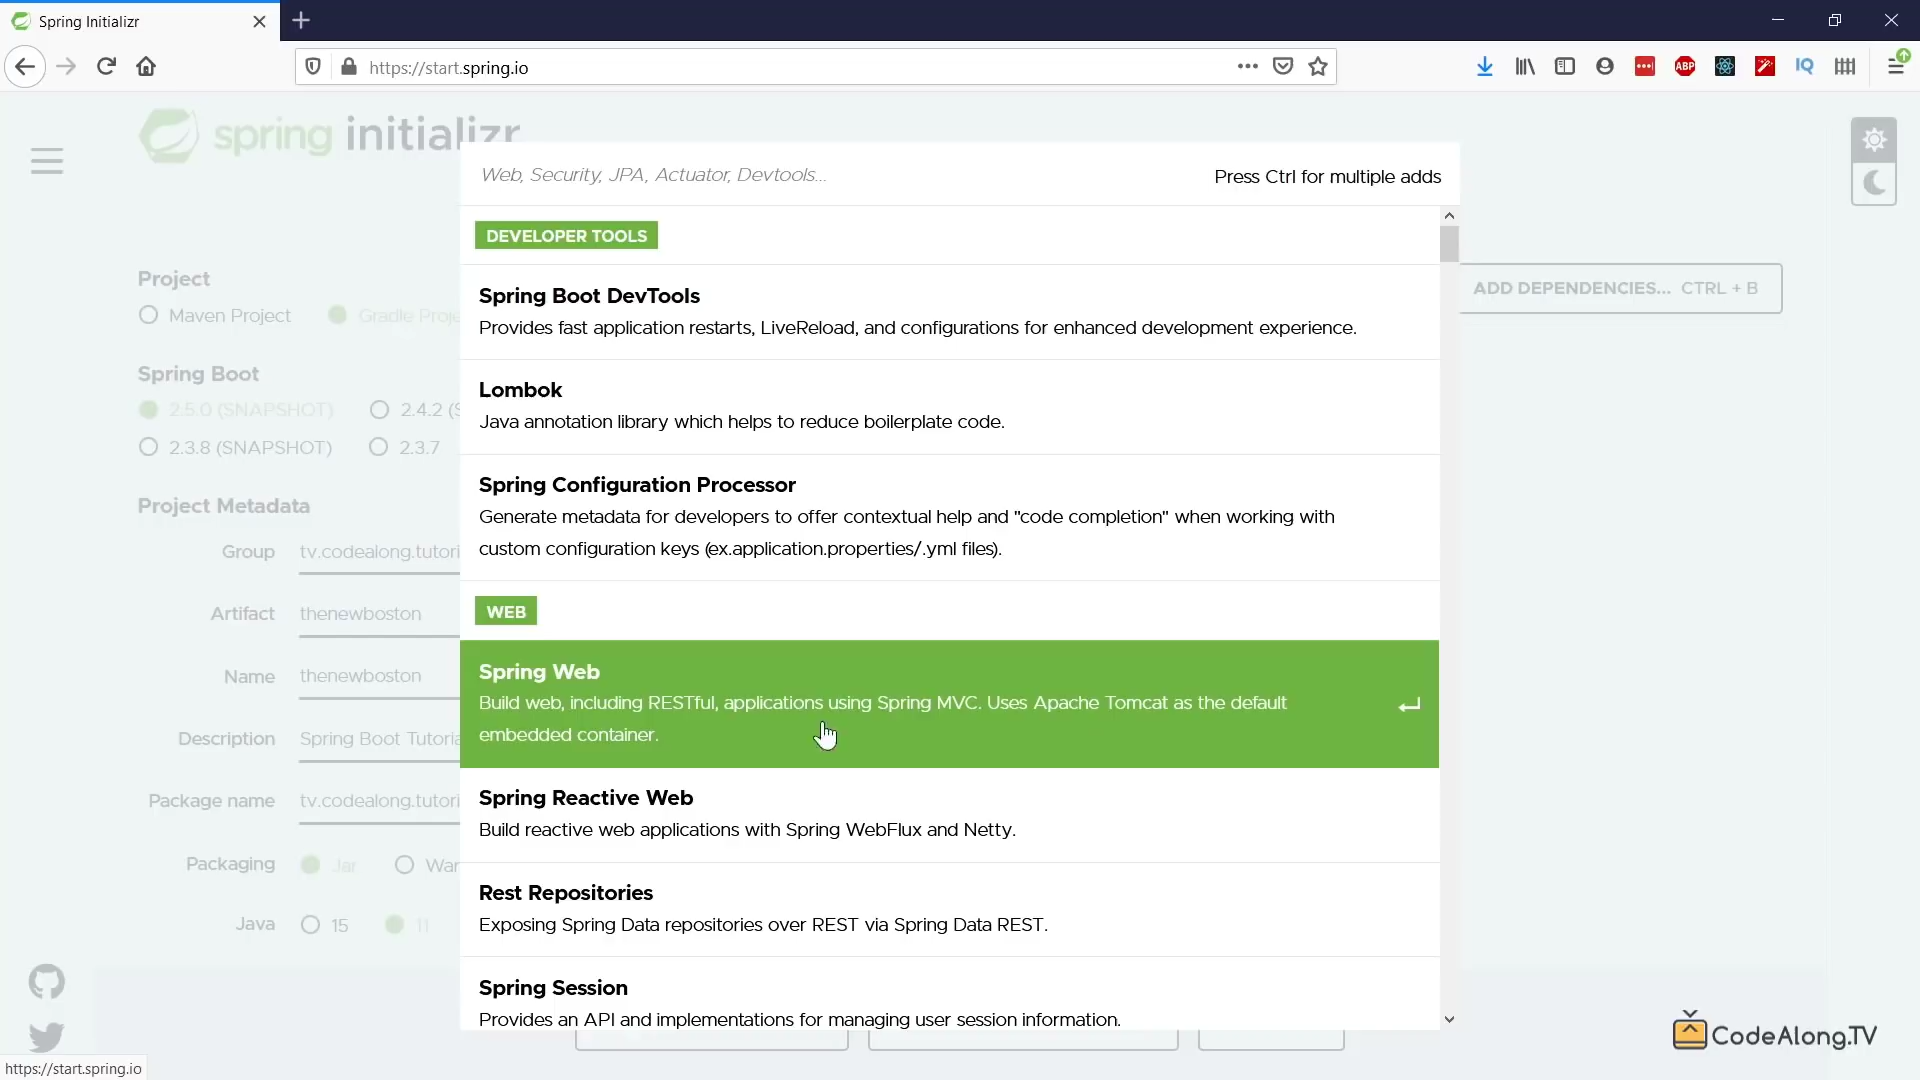 Spring Initializr
https://start.spring.io
spring initializr
Web, Security, JPA, Actuator, Devtools...
Press Ctrl for multiple adds
DEVELOPER TOOLS
Spring Boot DevTools
Provides fast application restarts, LiveReload, and configurations for enhanced development experience.
Lombok
Java annotation library which helps to reduce boilerplate code.
Spring Configuration Processor
Generate metadata for developers to offer contextual help and "code completion" when working with
custom configuration keys (ex.application.properties/.yml files).
WEB
Spring Web
Build web, including RESTful, applications using Spring MVC. Uses Apache Tomcat as the default
embedded container.
Spring Reactive Web
Build reactive web applications with Spring WebFlux and Netty.
Rest Repositories
Exposing Spring Data repositories over REST via Spring Data REST.
Spring Session
Provides an API and implementations for managing user session information.
Project
Maven Project Gradle Proje
Spring Boot
2.5.0 (SNAPSHOT) 2.4.2 (S
2.3.8 (SNAPSHOT) 2.3.7
Project Metadata
Group tv.codealong.tutori
Artifact thenewboston
Name thenewboston
Description Spring Boot Tutoria
Package name tv.codealong.tutori
Packaging Jar War
Java 15 11
ADD DEPENDENCIES... CTRL + B
ABP
IQ
CodeAlong.TV
https://start.spring.io